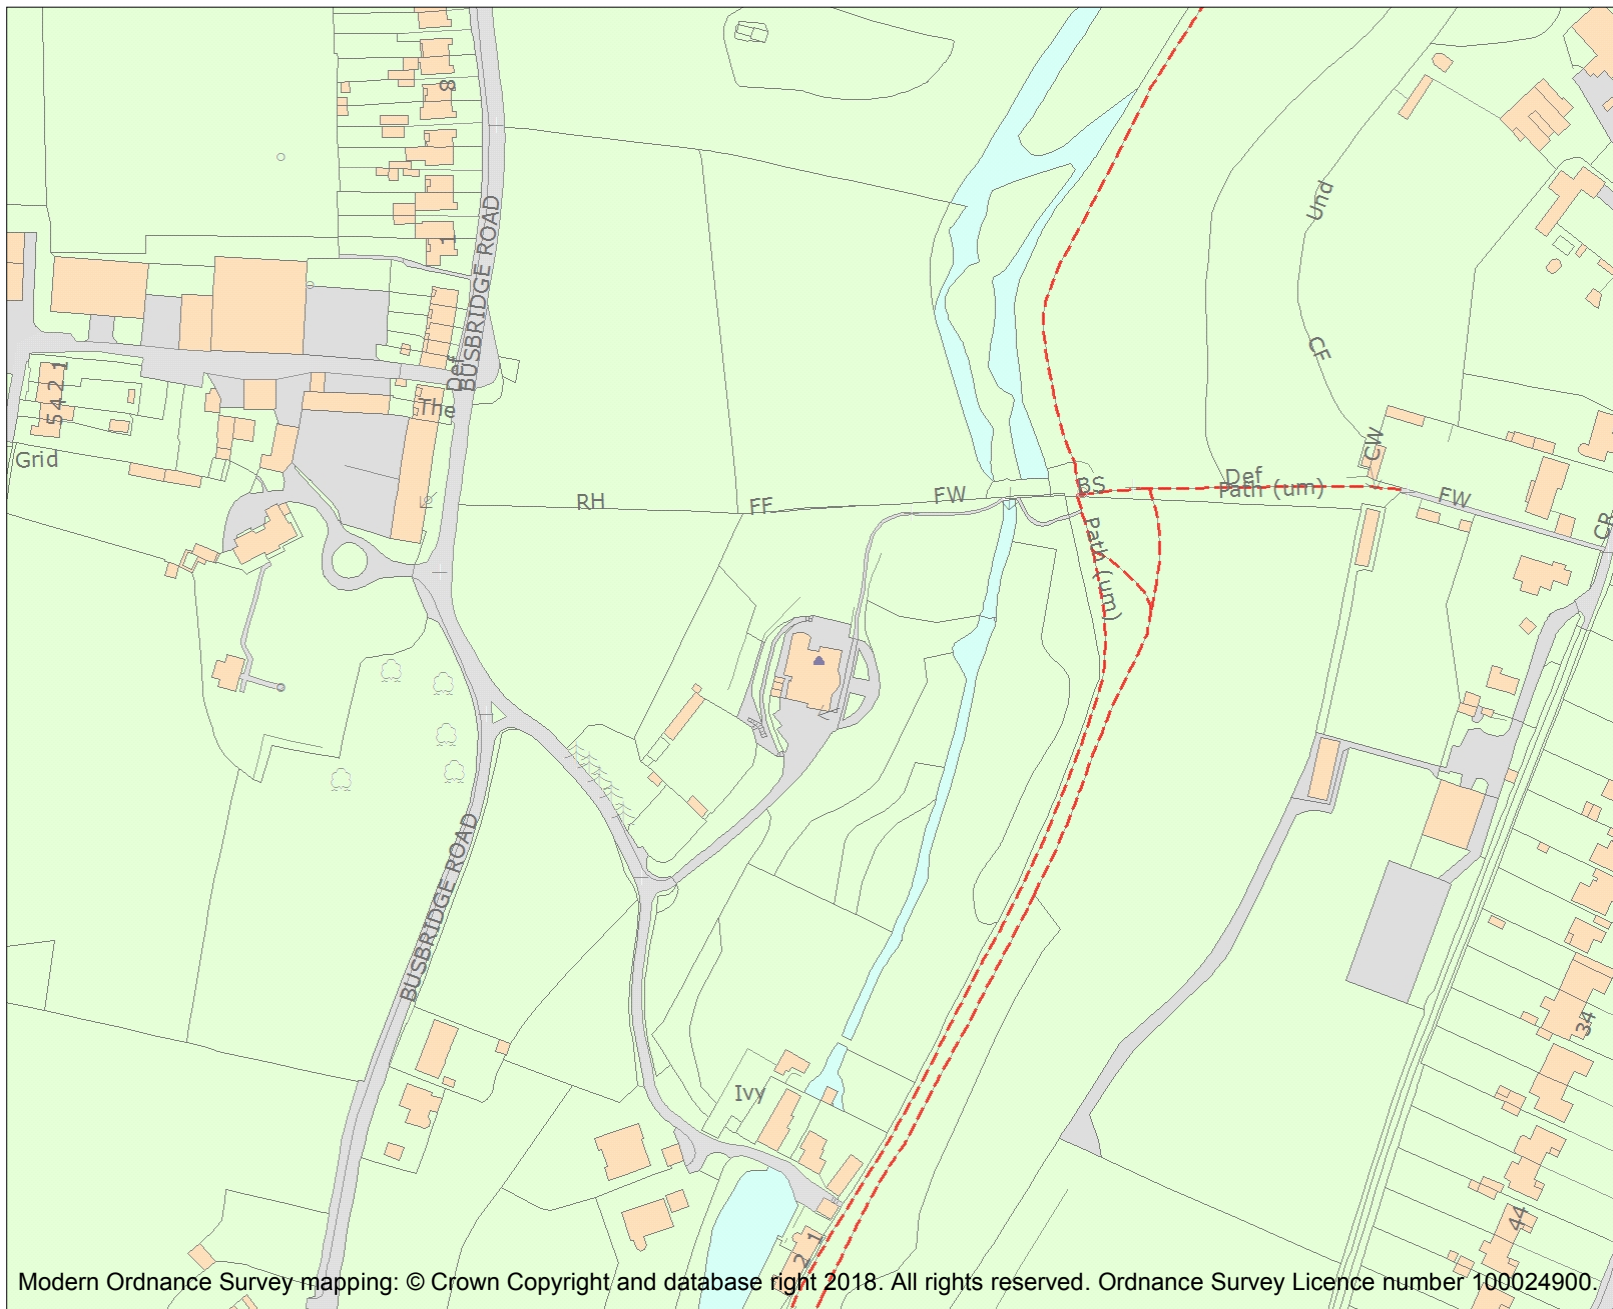 8
Und
1
BUSBRIDGE ROAD
CF
Def
5 4 2 1
The
CW
Grid
RH
FF
FW
BS
Def
Path (um)
FW
CR
Path (um)
BUSBRIDGE ROAD
34
Ivy
44
2 1
Modern Ordnance Survey mapping: © Crown Copyright and database right 2018. All rights reserved. Ordnance Survey Licence number 100024900.